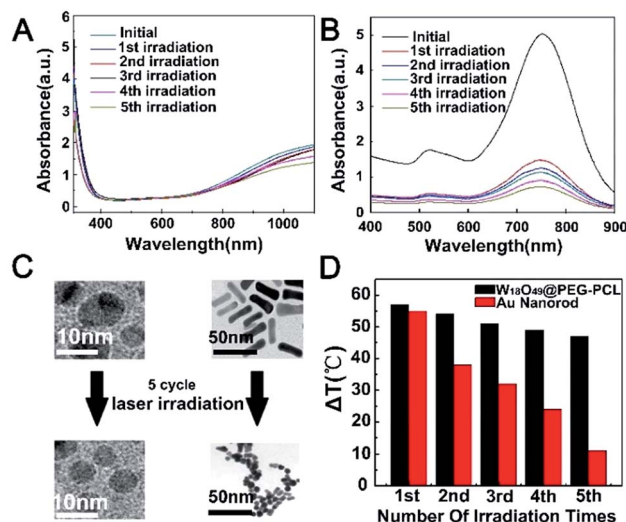 A
Absorbance(a.u.)
6
5
4
3
2
1
0
Initial
1st irradiation
2nd irradiation
3rd irradiation
4th irradiation
5th irradiation
400 600 800 1000
Wavelength(nm)
B
Absorbance(a.u.)
5
4
3
2
1
0
Initial
1st irradiation
2nd irradiation
3rd irradiation
4th irradiation
5th irradiation
400 500 600 700 800 900
Wavelength(nm)
C
10nm
50nm
5 cycle
laser irradiation
10nm
50nm
D
ΔT(℃)
60
50
40
30
20
10
0
W₁₈O₄₉@PEG-PCL
Au Nanorod
1st 2nd 3rd 4th 5th
Number Of Irradiation Times